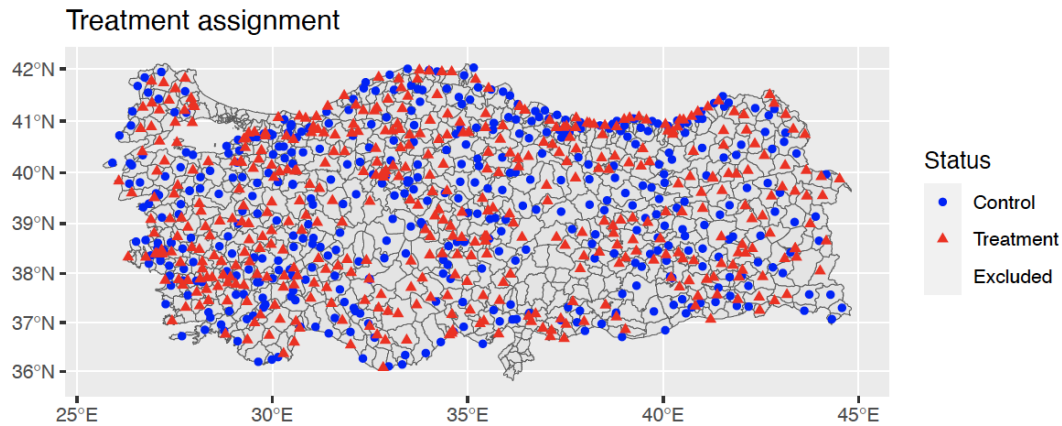 Treatment assignment
42°N
41°N
40°N
39°N
38°N
37°N
36°N
25°E
30°E
35°E
40°E
45°E
Status
Control
Treatment
Excluded